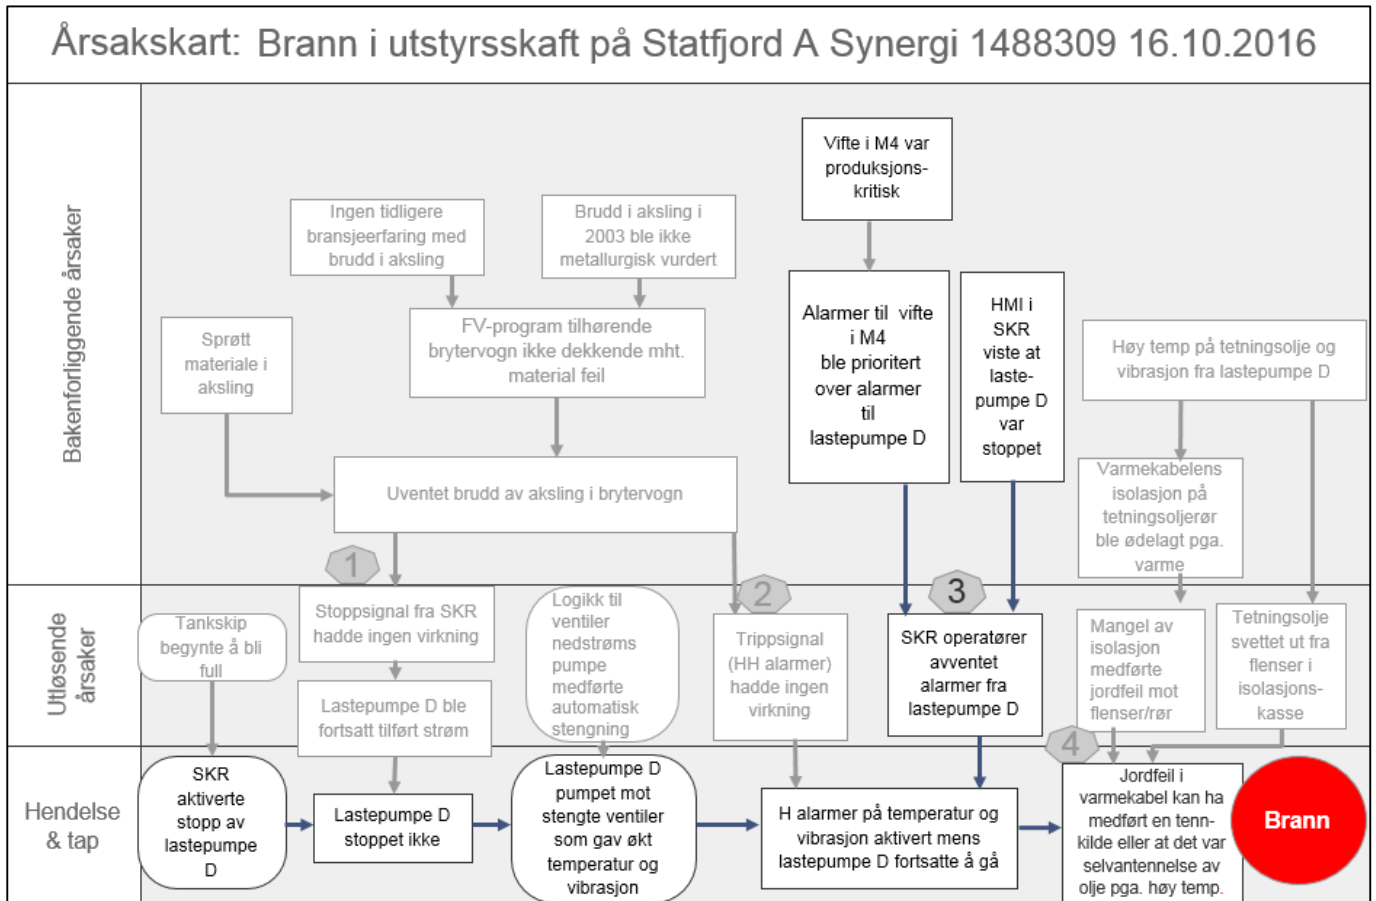 Årsakskart: Brann i utstyrsskaft på Statfjord A Synergi 1488309 16.10.2016
Bakenforliggende årsaker
Vifte i M4 var
produksjons-
kritisk
Ingen tidligere
bransjeerfaring med
brudd i aksling
Brudd i aksling i
2003 ble ikke
metallurgisk vurdert
Alarmer til vifte
i M4
ble prioritert
over alarmer
til
lastepumpe D
HMI i
SKR
viste at
laste-
pumpe D
var
stoppet
Sprøtt
materiale i
aksling
FV-program tilhørende
brytervogn ikke dekkende mht.
material feil
Høy temp på tetningsolje og
vibrasjon fra lastepumpe D
Uventet brudd av aksling i brytervogn
Varmekabelens
isolasjon på
tetningsoljerør
ble ødelagt pga.
varme
Utløsende
årsaker
1
2
3
4
Tankskip
begynte å bli
full
Stoppsignal fra SKR
hadde ingen virkning
Lastepumpe D ble
fortsatt tilført strøm
Logikk til
ventiler
nedstrøms
pumpe
medførte
automatisk
stengning
Trippsignal
(HH alarmer)
hadde ingen
virkning
SKR operatører
avventet
alarmer fra
lastepumpe D
Mangel av
isolasjon
medførte
jordfeil mot
flenser/rør
Tetningsolje
svettet ut fra
flenser i
isolasjons-
kasse
Hendelse
& tap
SKR
aktiverte
stopp av
lastepumpe
D
Lastepumpe D
stoppet ikke
Lastepumpe D
pumpet mot
stengte ventiler
som gav økt
temperatur og
vibrasjon
H alarmer på temperatur og
vibrasjon aktivert mens
lastepumpe D fortsatte å gå
Jordfeil i
varmekabel kan ha
medført en tenn-
kilde eller at det var
selvantennelse av
olje pga. høy temp.
Brann